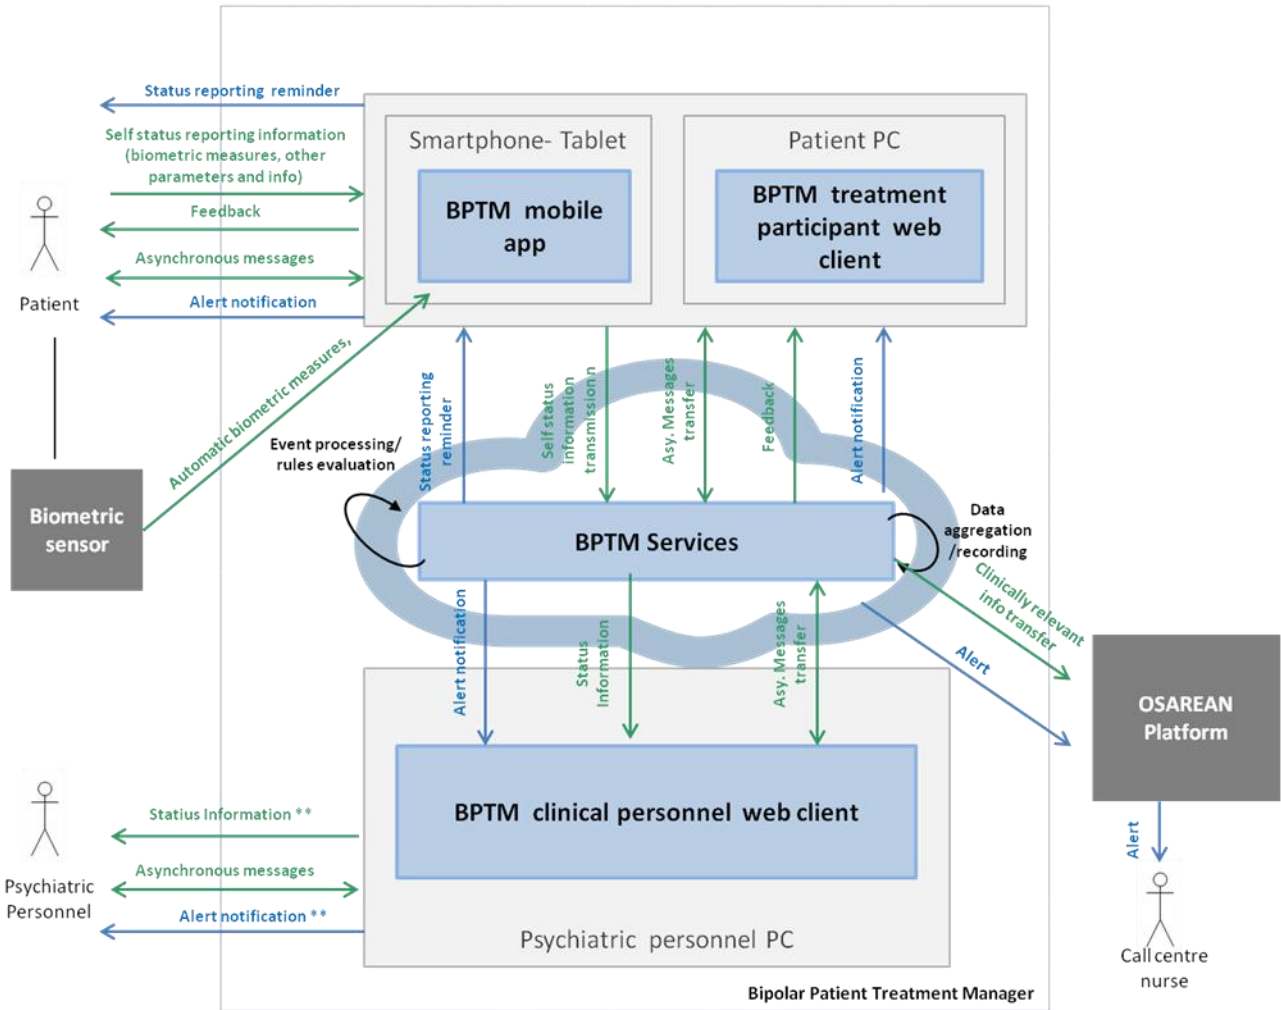 Status reporting reminder
Self status reporting information
(biometric measures, other
parameters and info)
Feedback
Asynchronous messages
Alert notification
Patient
Smartphone- Tablet
BPTM mobile
app
Patient PC
BPTM treatment
participant web
client
Automatic biometric measures,
Biometric
sensor
Event processing/
rules evaluation
Status reporting
reminder
Self status
information
transmission n
Asy. Messages
transfer
Feedback
Alert notification
BPTM Services
Data
aggregation
/recording
Clinically relevant
info transfer
Alert
Alert notification
Status
Information
Asy. Messages
transfer
OSAREAN
Platform
Alert
Call centre
nurse
BPTM clinical personnel web client
Psychiatric personnel PC
Statius Information **
Asynchronous messages
Alert notification **
Psychiatric
Personnel
Bipolar Patient Treatment Manager